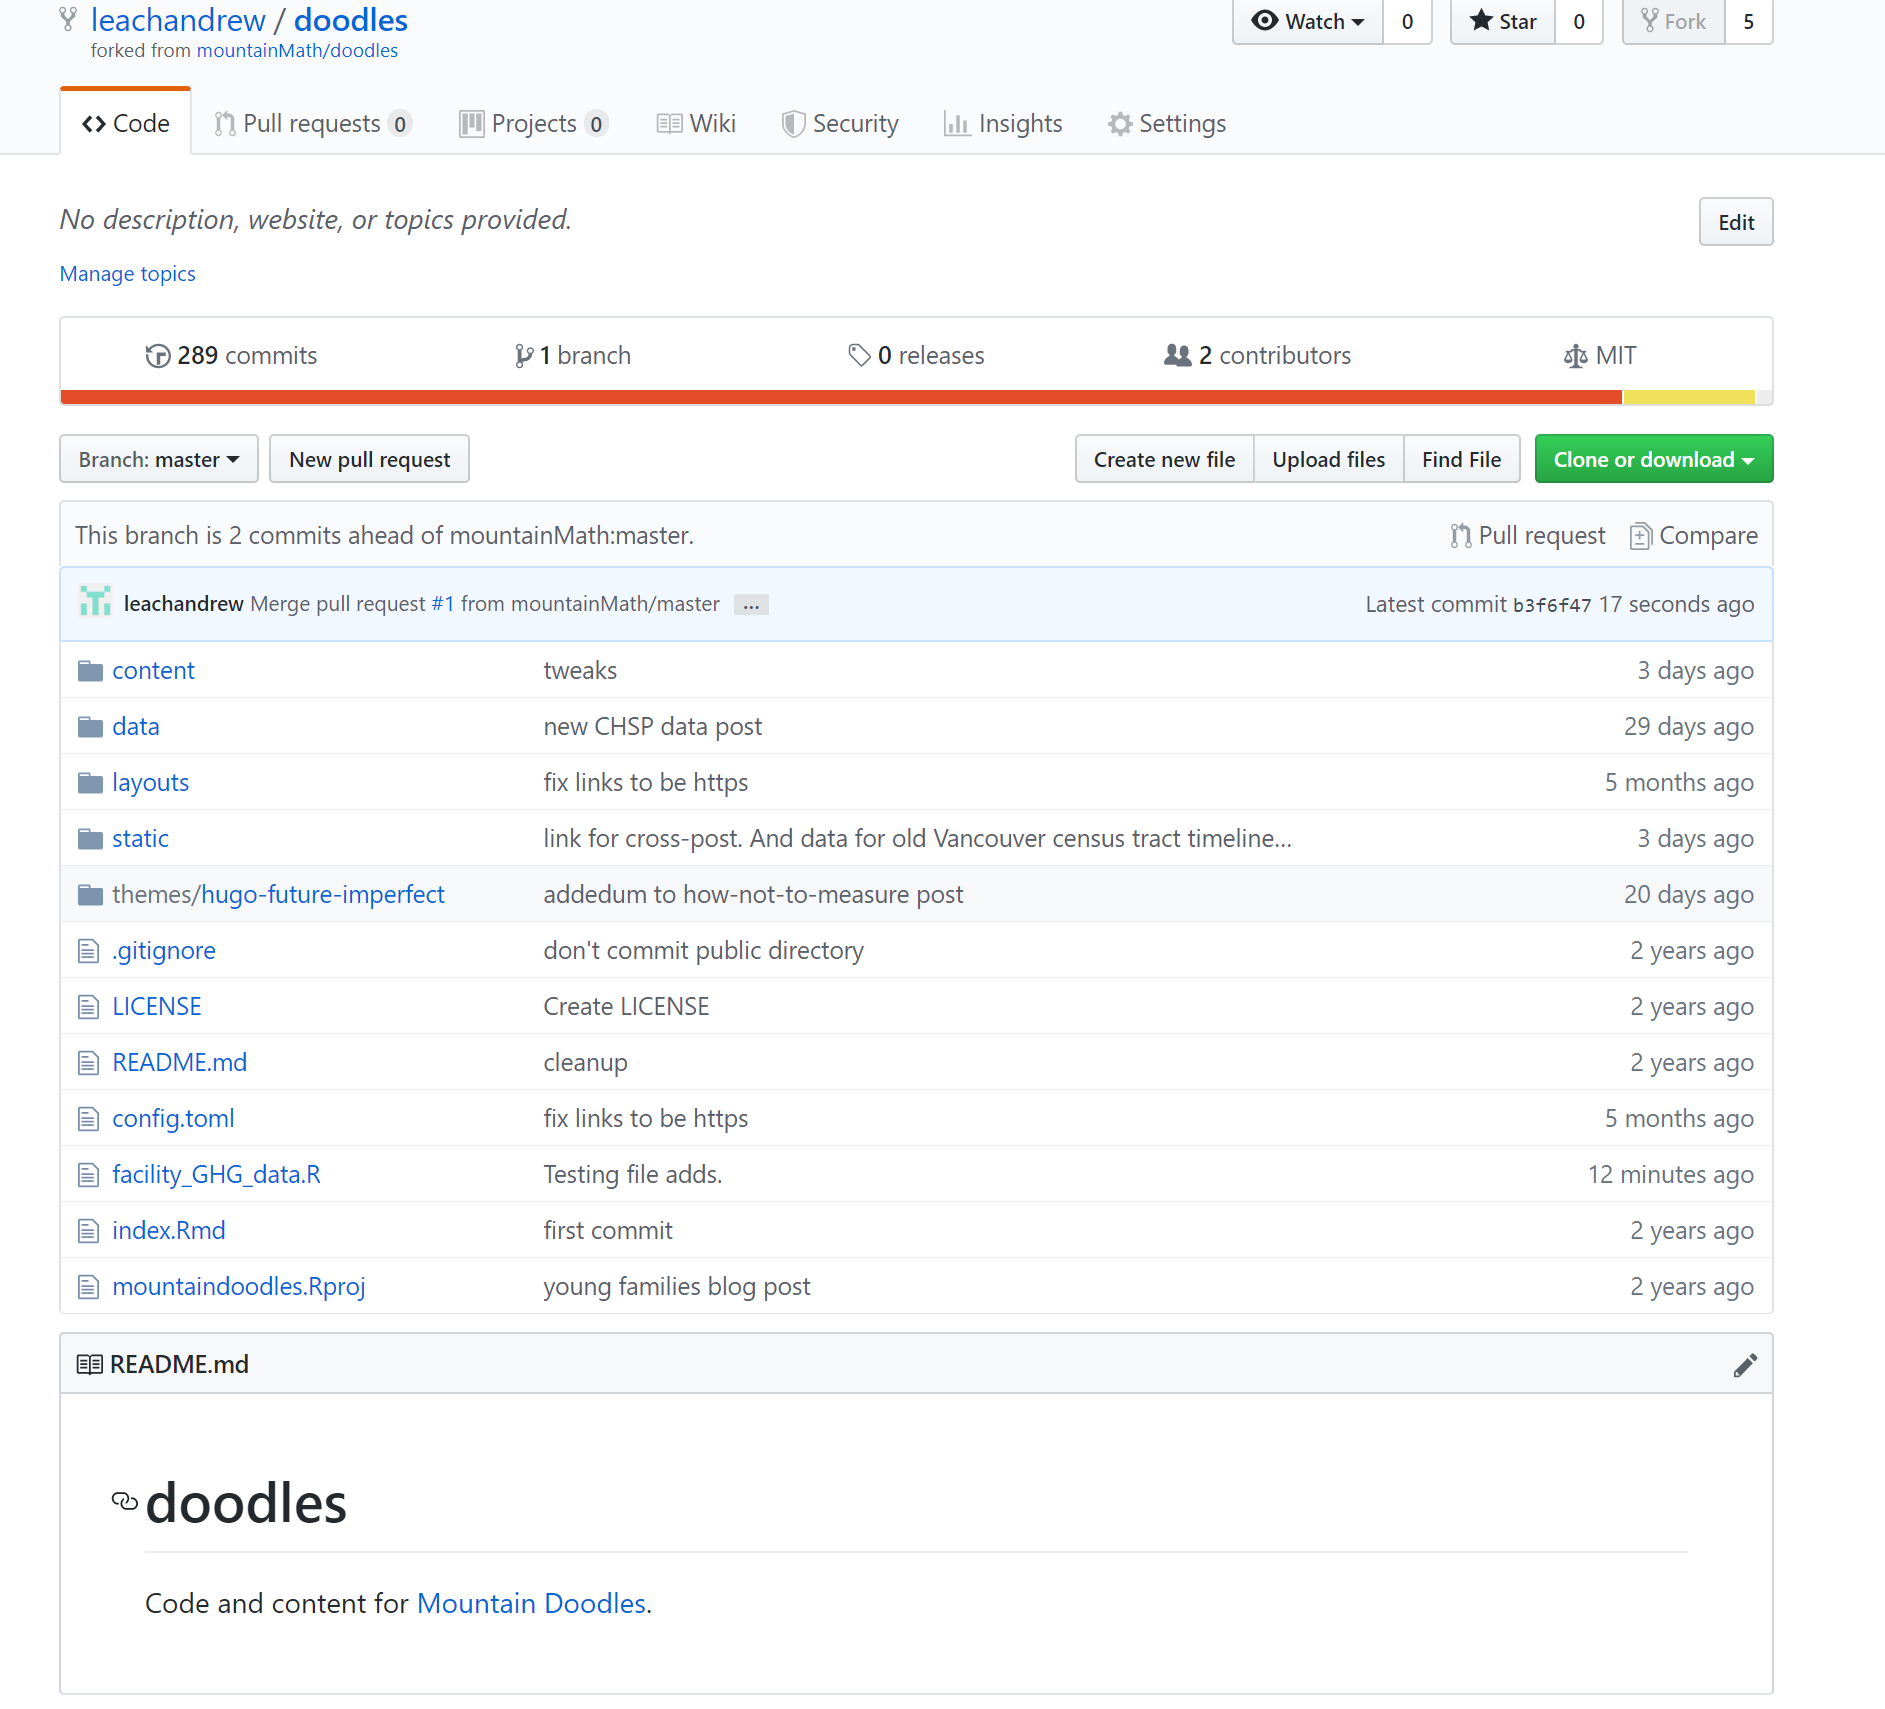 leachandrew / doodles
Watch 0 Star 0 Fork 5
forked from mountainMath/doodles
Code Pull requests 0 Projects 0 Wiki Security Insights Settings
No description, website, or topics provided.
Edit
Manage topics
289 commits 1 branch 0 releases 2 contributors MIT
Branch: master New pull request Create new file Upload files Find File Clone or download
This branch is 2 commits ahead of mountainMath:master. Pull request Compare
leachandrew Merge pull request #1 from mountainMath/master ... Latest commit b3f6f47 17 seconds ago
content tweaks 3 days ago
data new CHSP data post 29 days ago
layouts fix links to be https 5 months ago
static link for cross-post. And data for old Vancouver census tract timeline... 3 days ago
themes/hugo-future-imperfect addedum to how-not-to-measure post 20 days ago
.gitignore don't commit public directory 2 years ago
LICENSE Create LICENSE 2 years ago
README.md cleanup 2 years ago
config.toml fix links to be https 5 months ago
facility_GHG_data.R Testing file adds. 12 minutes ago
index.Rmd first commit 2 years ago
mountaindoodles.Rproj young families blog post 2 years ago
README.md
doodles
Code and content for Mountain Doodles.